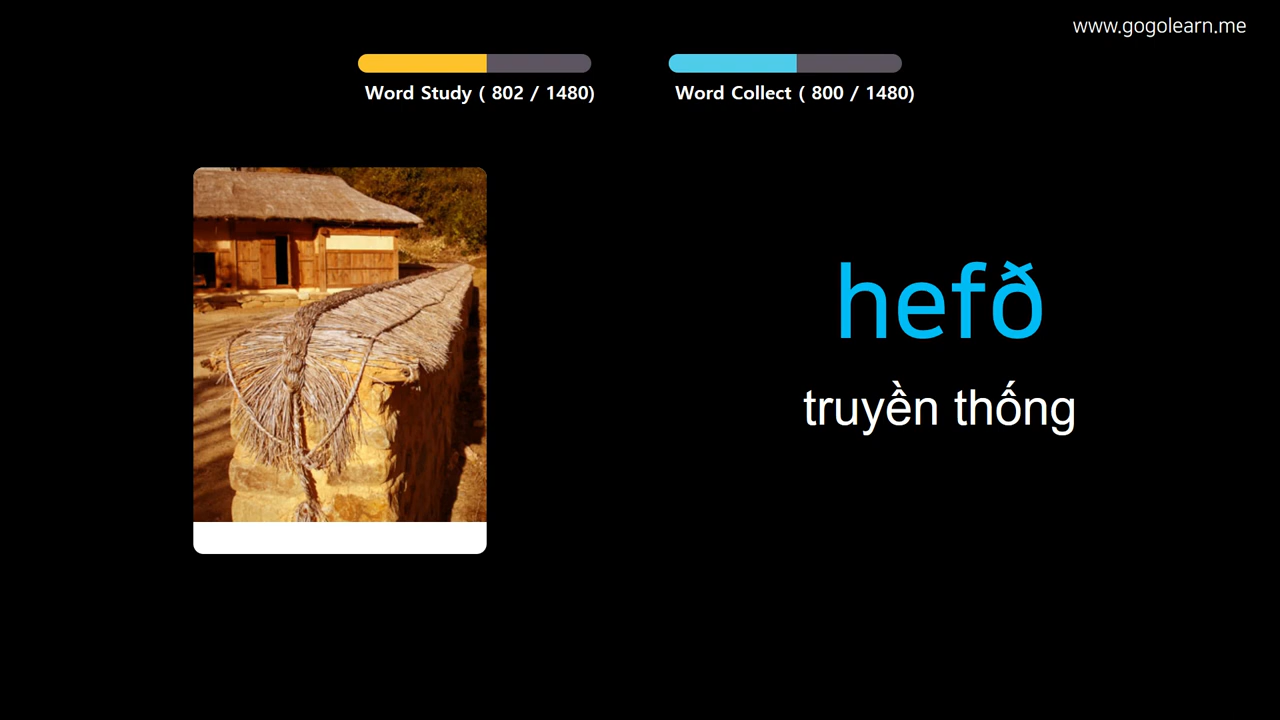 www.gogolearn.me
Word Study ( 802 / 1480)
Word Collect ( 800 / 1480)
hefð
truyền thống